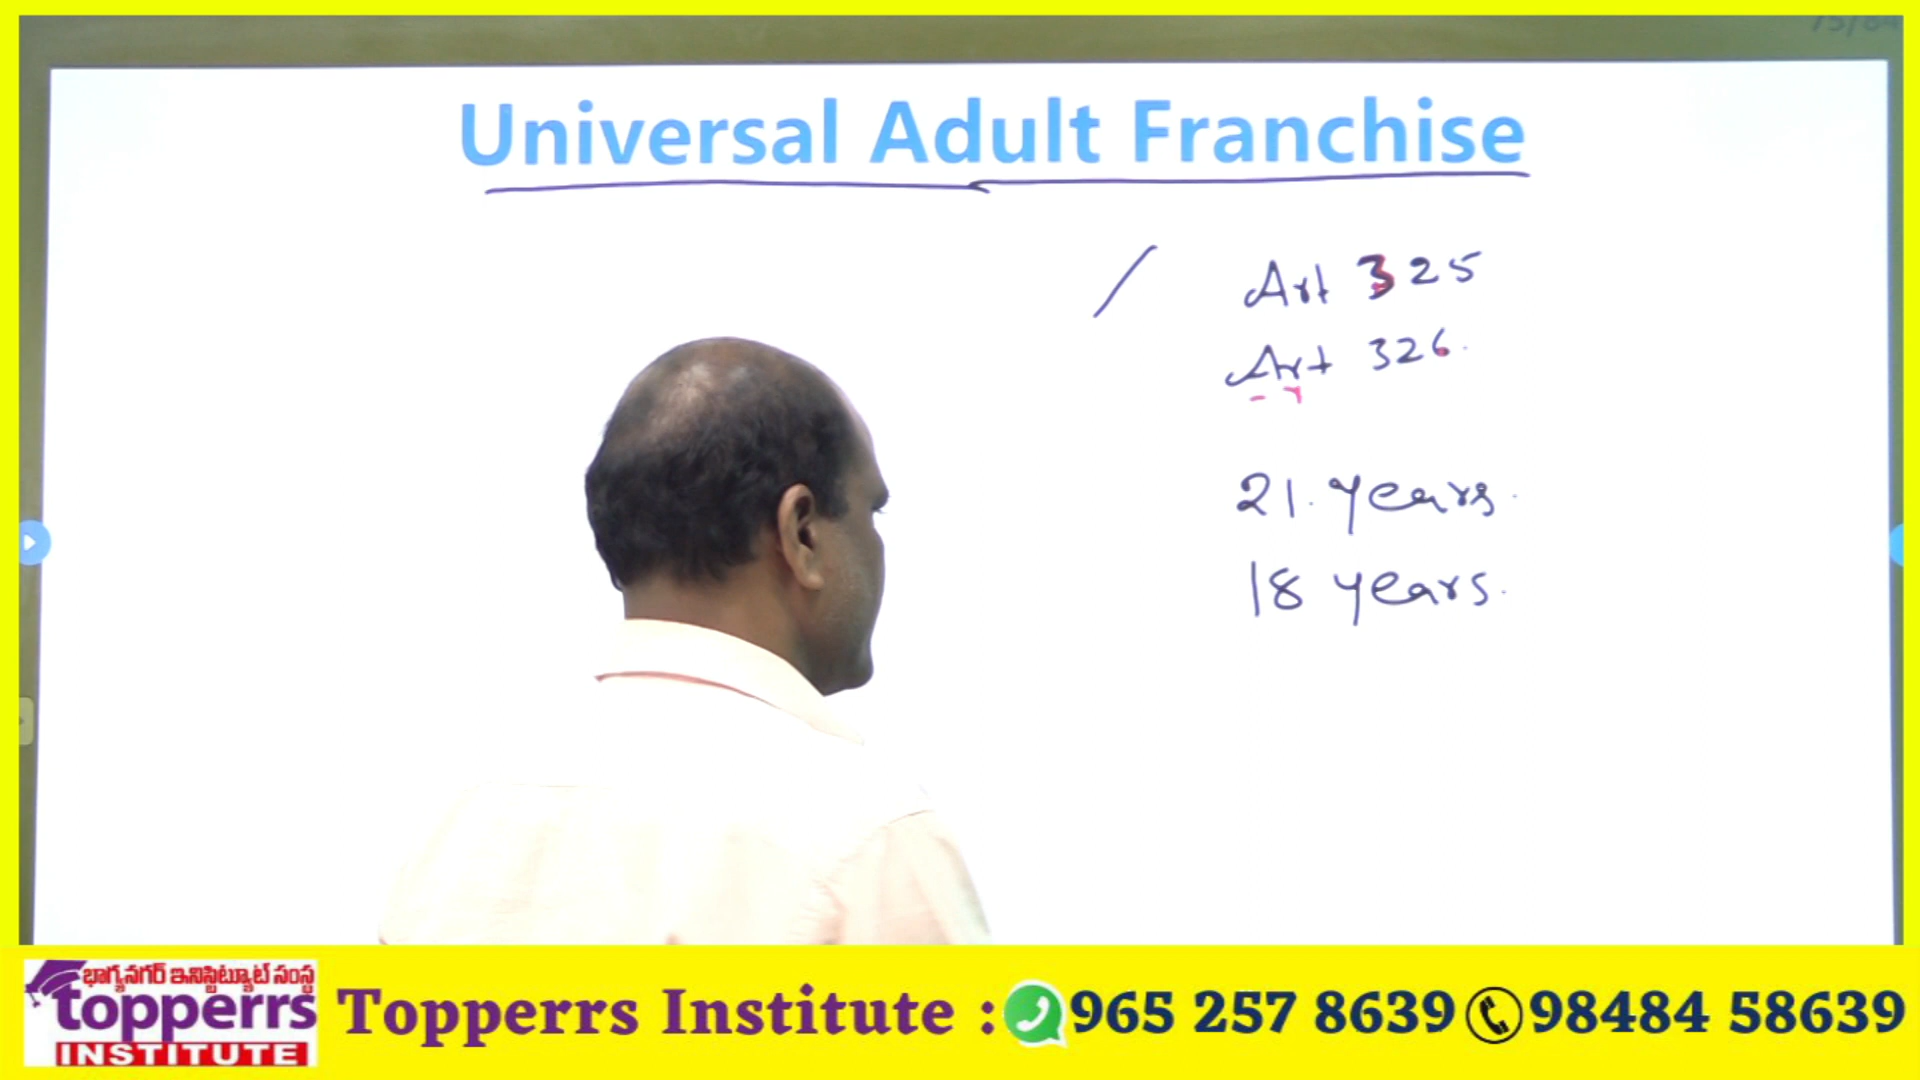 Universal Adult Franchise
Art 325
Art 326.
21. years.
18 years.
భాగ్యనగర్ ఇనిస్టిట్యూట్ సంస్థ
topperrs
INSTITUTE
Topperrs Institute : 965 257 8639 98484 58639